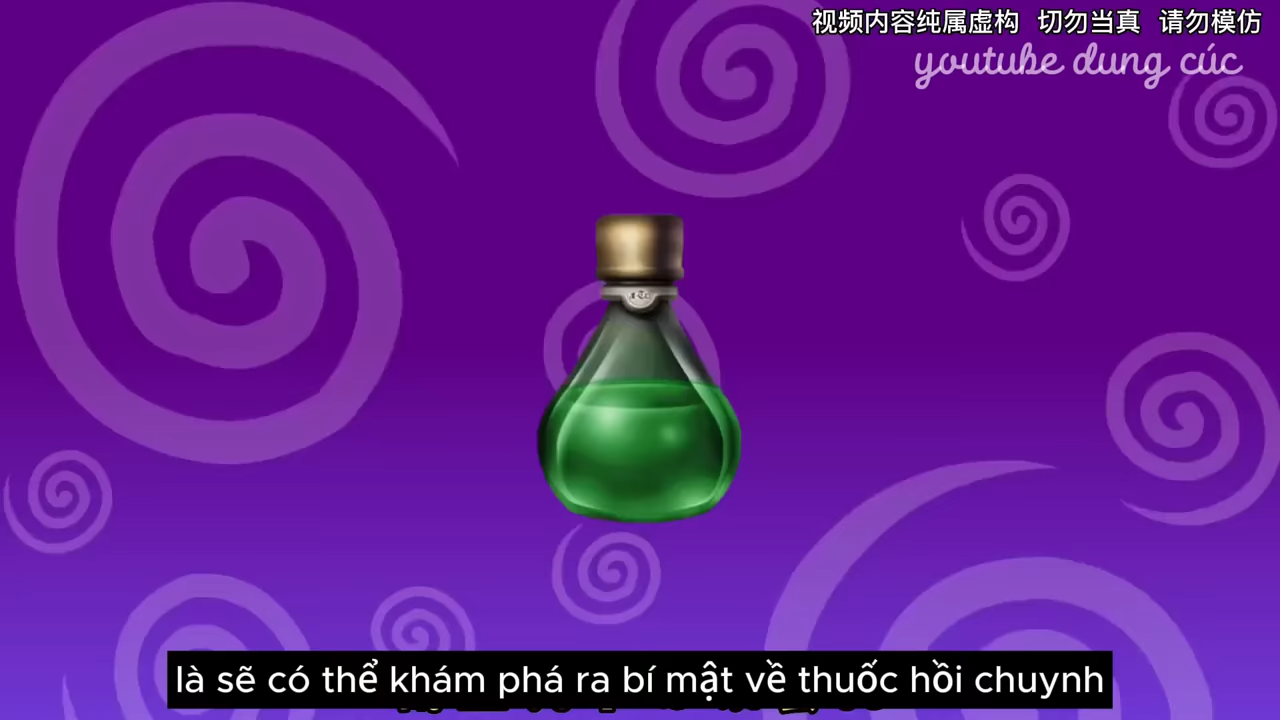 视频内容纯属虚构 切勿当真 请勿模仿
youtube dung cúc
là sẽ có thể khám phá ra bí mật về thuốc hồi chuynh